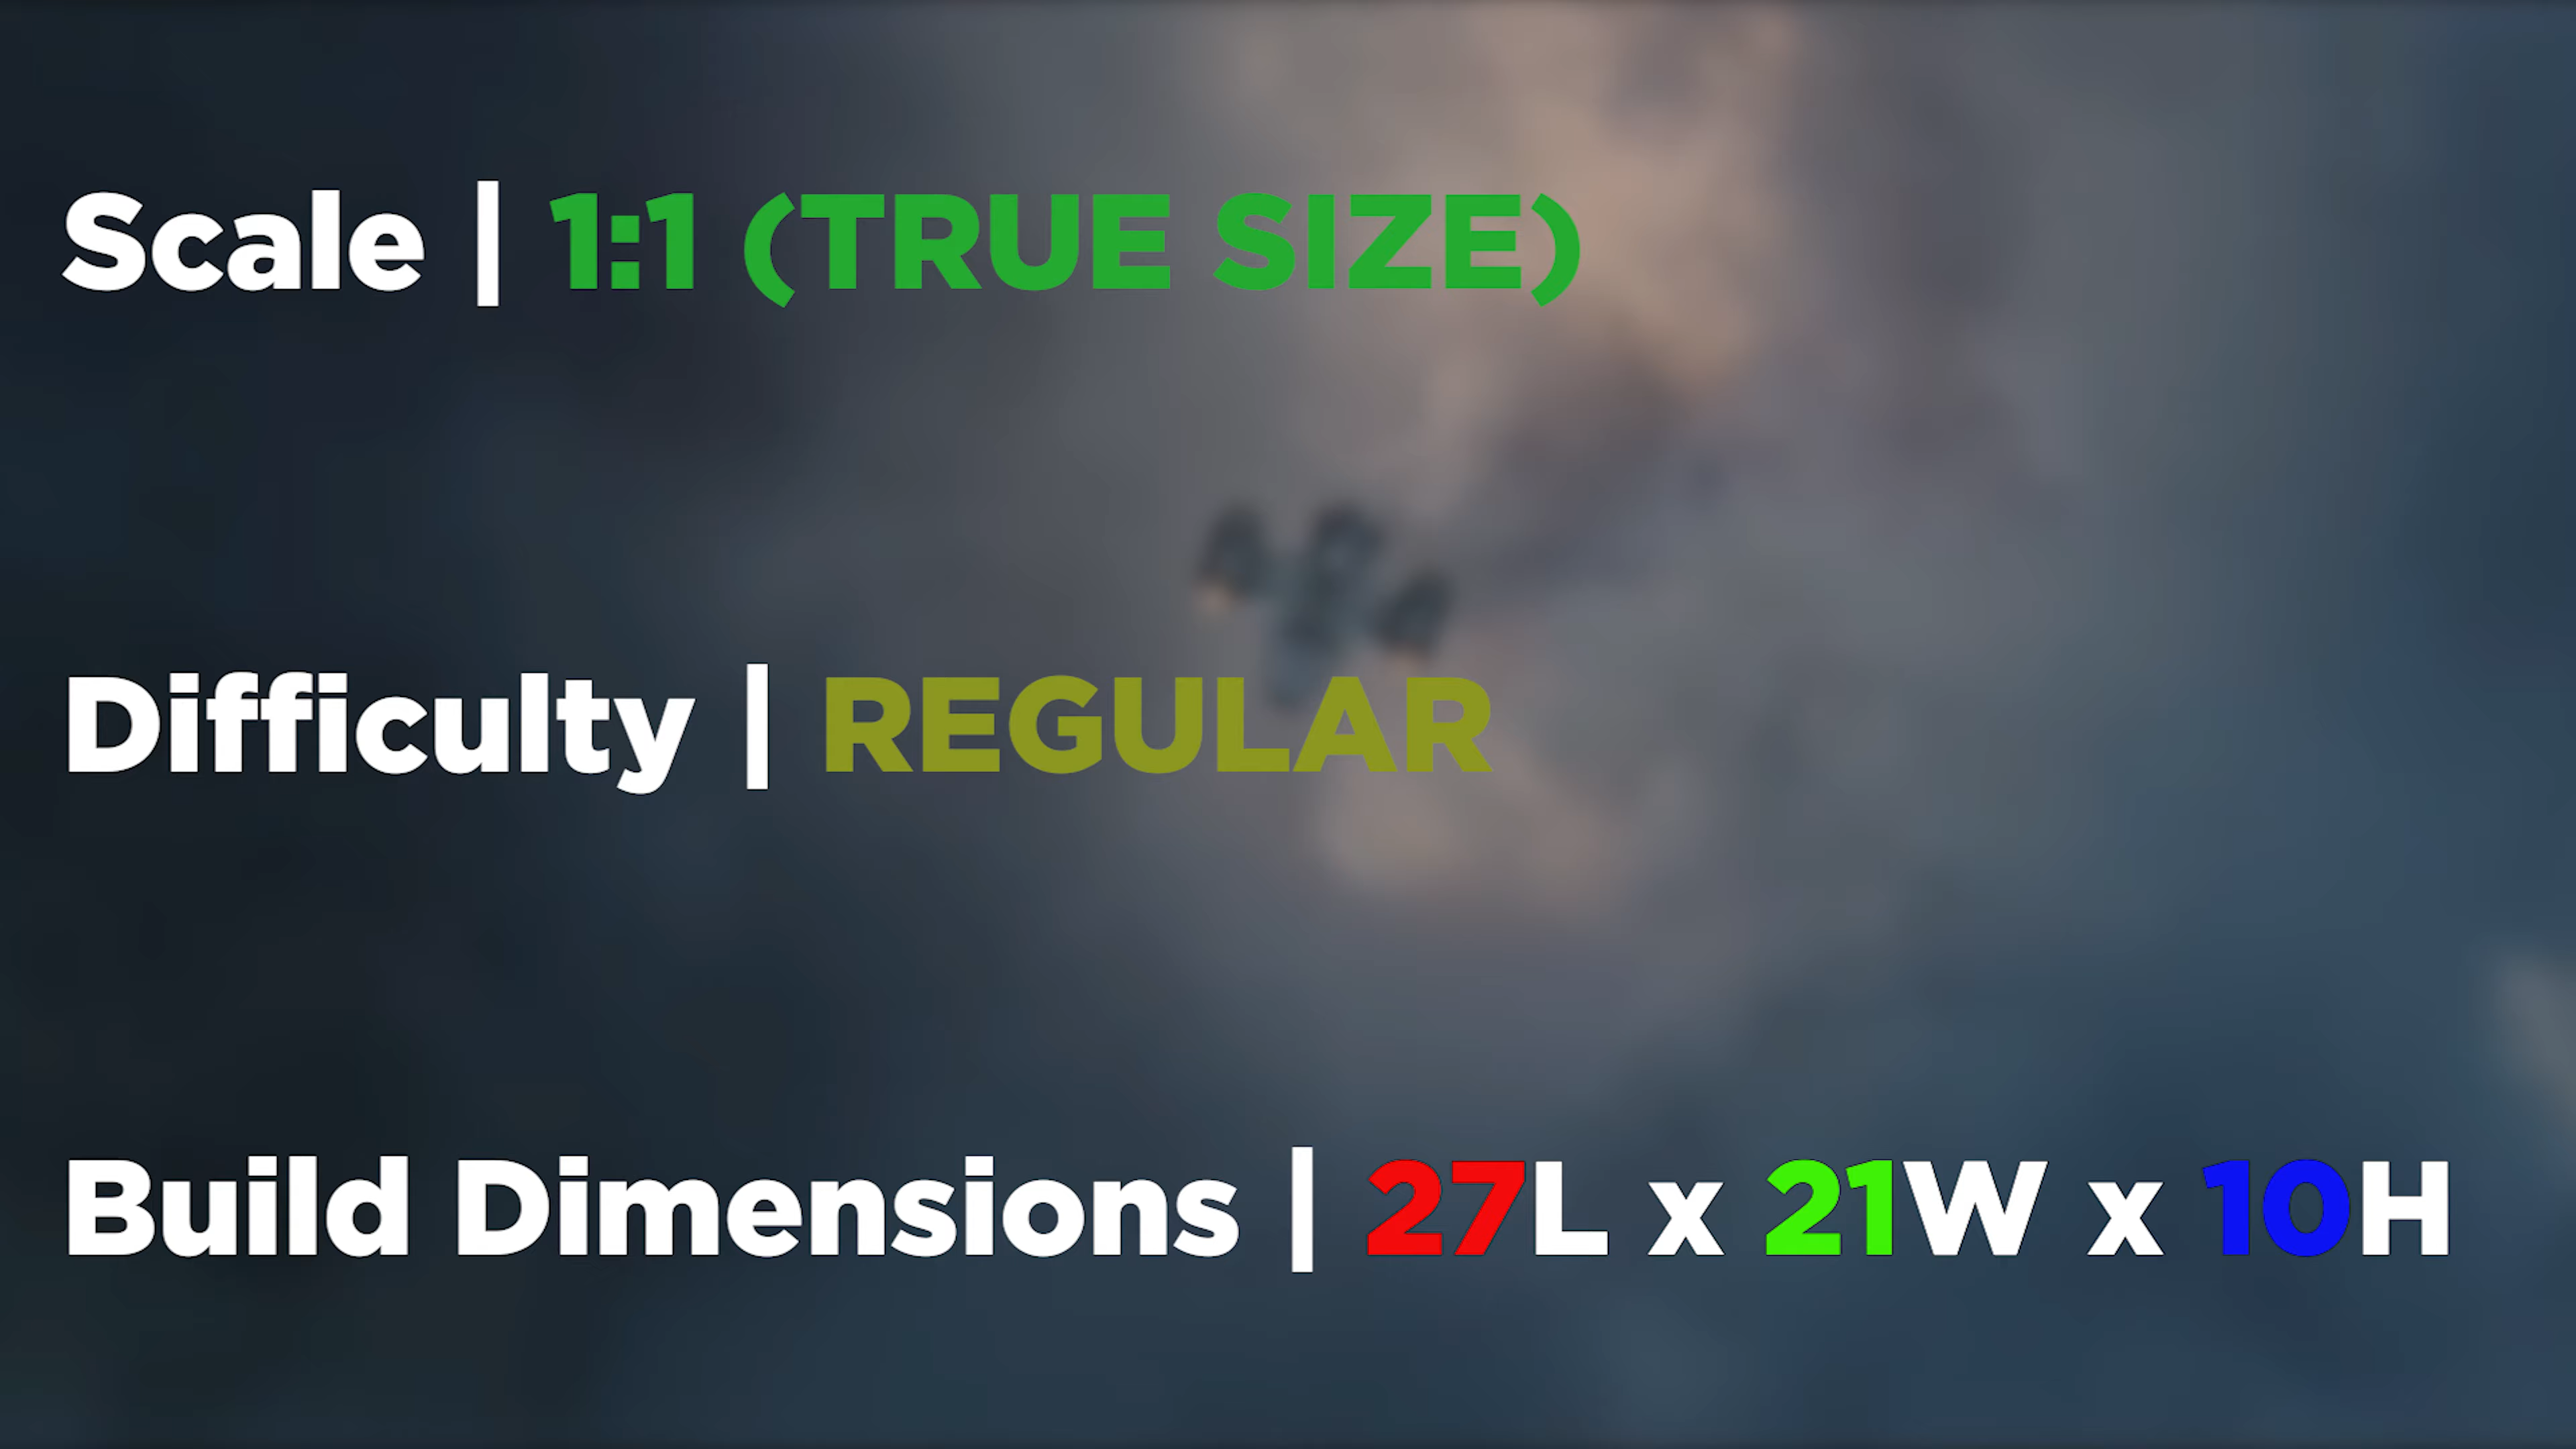 Scale | 1:1 (TRUE SIZE)
Difficulty | REGULAR
Build Dimensions | 27L x 21W x 10H